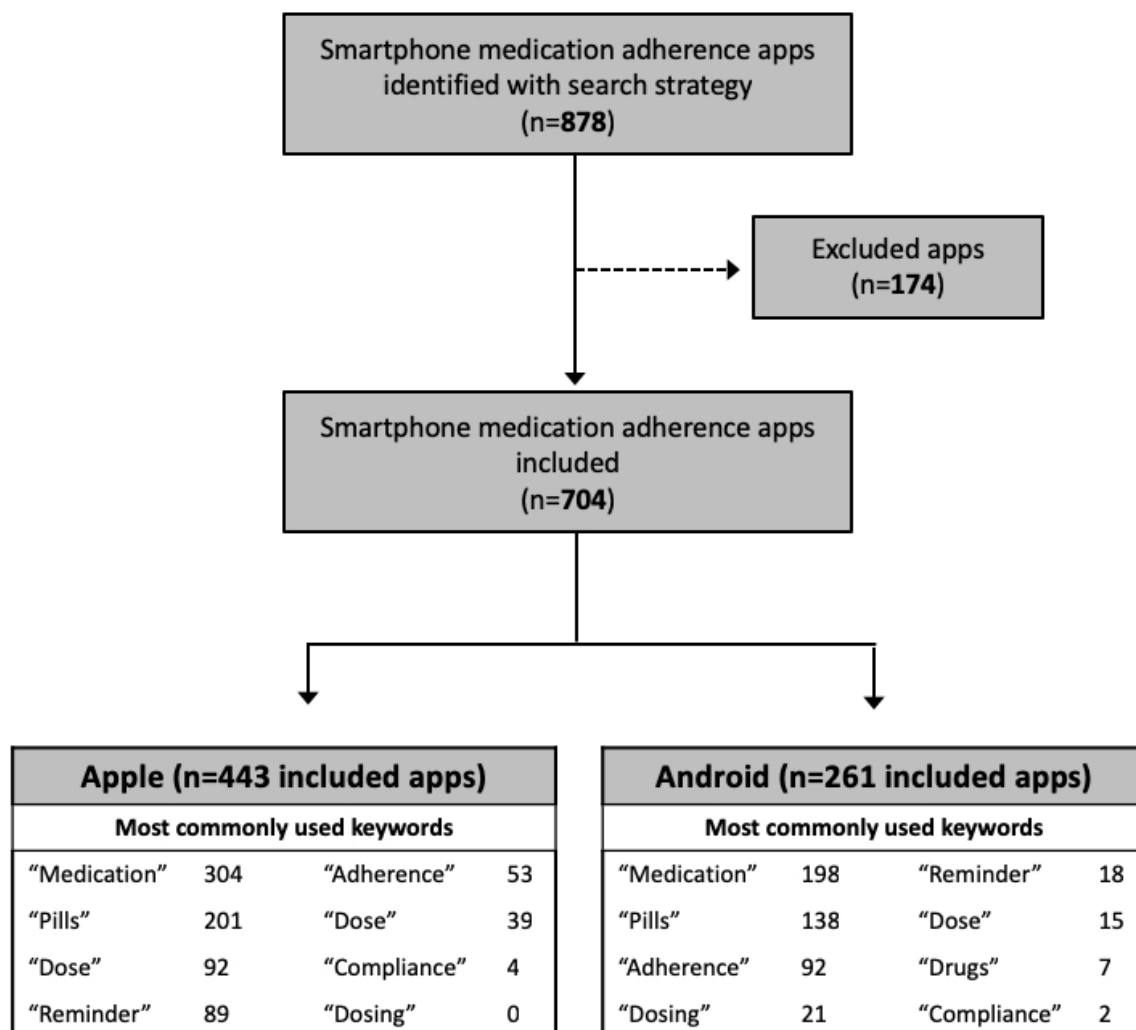 Smartphone medication adherence apps
identified with search strategy
(n=878)
Excluded apps
(n=174)
Smartphone medication adherence apps
included
(n=704)
Apple (n=443 included apps)
Most commonly used keywords
“Medication” 304 “Adherence” 53
“Pills” 201 “Dose” 39
“Dose” 92 “Compliance” 4
“Reminder” 89 “Dosing” 0
Android (n=261 included apps)
Most commonly used keywords
“Medication” 198 “Reminder” 18
“Pills” 138 “Dose” 15
“Adherence” 92 “Drugs” 7
“Dosing” 21 “Compliance” 2